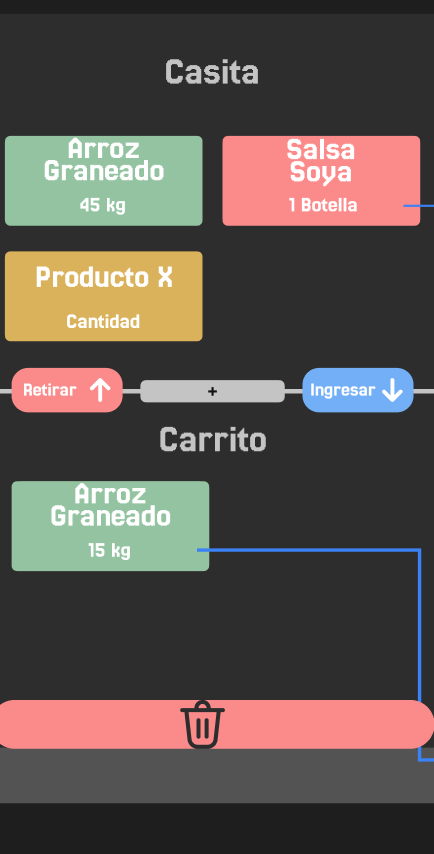 Casita
Arroz
Graneado
45 kg
Salsa
Soya
1 Botella
Producto X
Cantidad
Retirar
+
Ingresar
Carrito
Arroz
Graneado
15 kg